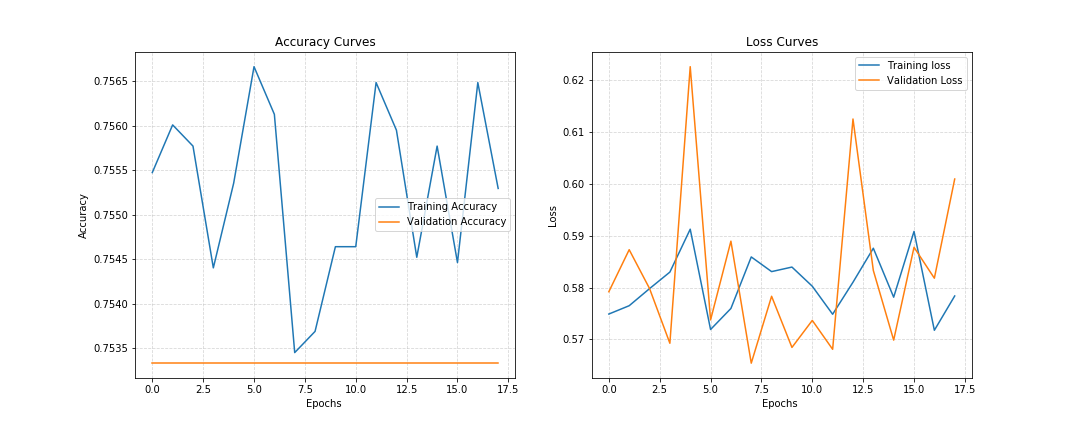 Accuracy Curves
0.7565
0.7560
0.7555
0.7550
0.7545
0.7540
0.7535
Accuracy
Training Accuracy
Validation Accuracy
0.0 2.5 5.0 7.5 10.0 12.5 15.0 17.5
Epochs
Loss Curves
Training loss
Validation Loss
0.62
0.61
0.60
0.59
0.58
0.57
Loss
0.0 2.5 5.0 7.5 10.0 12.5 15.0 17.5
Epochs